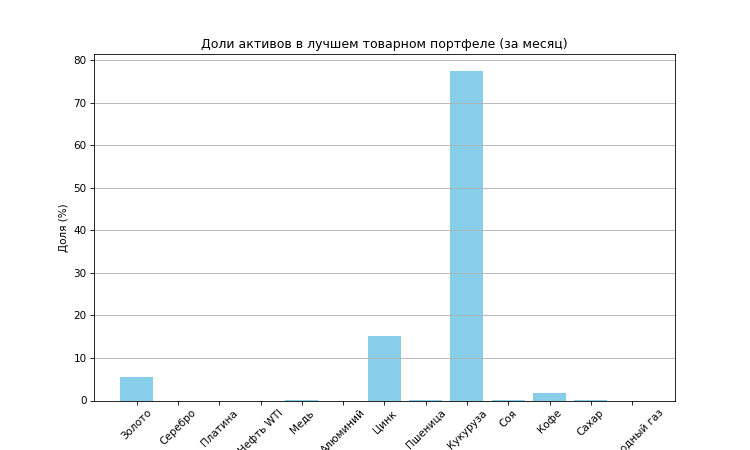 Доли активов в лучшем товарном портфеле (за месяц)
Доля (%)
80
70
60
50
40
30
20
10
0
Золото
Серебро
Платина
Нефть WTI
Медь
Алюминий
Цинк
Пшеница
Кукуруза
Соя
Кофе
Сахар
одный газ